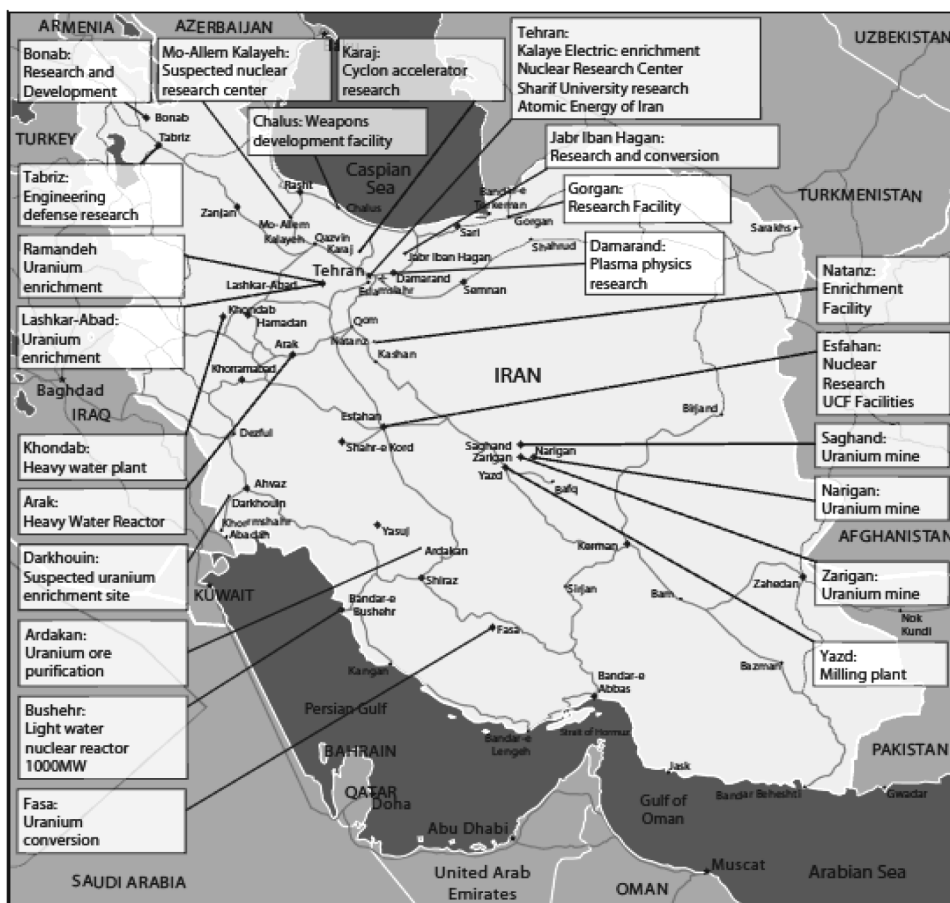 ARMENIA
AZERBAIJAN
UZBEKISTAN
Bonab:
Research and
Development
Mo-Allem Kalayeh:
Suspected nuclear
research center
Karaj:
Cyclon accelerator
research
Tehran:
Kalaye Electric: enrichment
Nuclear Research Center
Sharif University research
Atomic Energy of Iran
Chalus: Weapons
development facility
Jabr Iban Hagan:
Research and conversion
Gorgan:
Research Facility
Damarand:
Plasma physics
research
TURKEY
Bonab
Tabriz
Caspian
Sea
TURKMENISTAN
Tabriz:
Engineering
defense research
Rasht
Chalus
Bandar-e
Torkeman
Gorgan
Zanjan
Mo-Allem
Kalayeh
Qazvin
Karaj
Sari
Shahrud
Sarakhs
Jabr Iban Hagan
Ramandeh
Uranium
enrichment
Tehran
Damarand
Semnan
Lashkar-Abad
Natanz:
Enrichment
Facility
Lashkar-Abad:
Uranium
enrichment
Khondab
Hamadan
Qom
Natanz
Arak
Kashan
IRAN
Khorramabad
Esfahan:
Nuclear
Research
UCF Facilities
Baghdad
IRAQ
Birjand
Esfahan
Dezful
Shahr-e Kord
Saghand
Zarigan
Narigan
Yazd
Bafq
Saghand:
Uranium mine
Khondab:
Heavy water plant
Narigan:
Uranium mine
Arak:
Heavy Water Reactor
Ahvaz
Darkhouin
Khorrmshahr
Abadan
Yasuj
Ardakan
Kerman
AFGHANISTAN
Darkhouin:
Suspected uranium
enrichment site
Zarigan:
Uranium mine
KUWAIT
Shiraz
Sirjan
Bam
Zahedan
Bandar-e
Bushehr
Nok
Kundi
Ardakan:
Uranium ore
purification
Fasa
Yazd:
Milling plant
Kangan
Bazman
Bushehr:
Light water
nuclear reactor
1000MW
Persian Gulf
Bandar-e
Abbas
Bandar-e
Lengeh
Strait of Hormuz
BAHRAIN
PAKISTAN
Jask
QATAR
Doha
Bandar Beheshti
Gwadar
Fasa:
Uranium
conversion
Gulf of
Oman
Abu Dhabi
Muscat
Arabian Sea
SAUDI ARABIA
United Arab
Emirates
OMAN